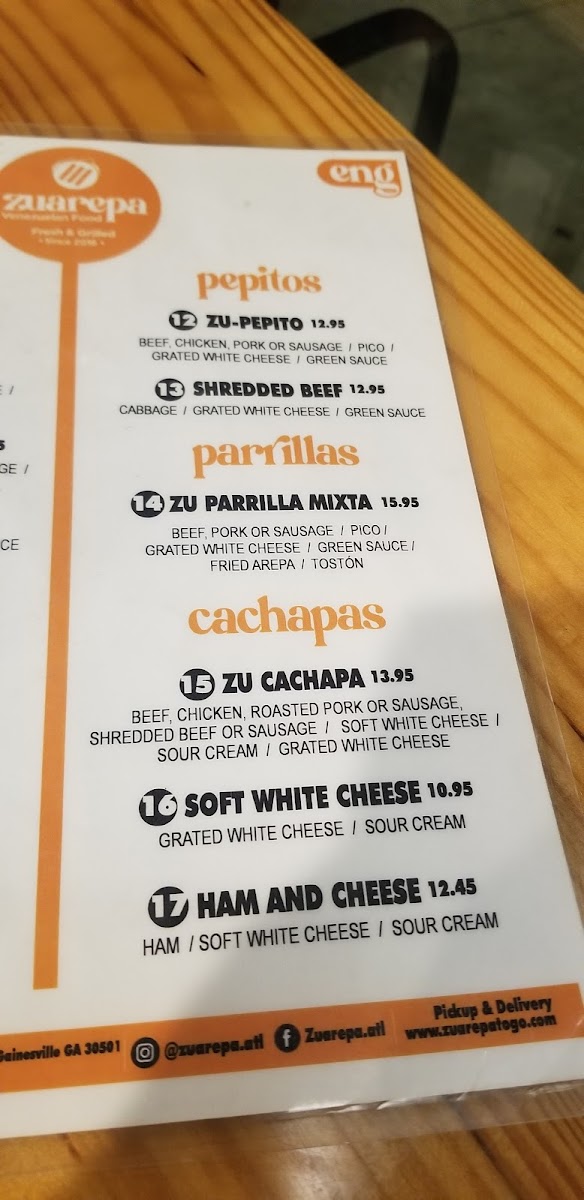 zuarepa
Venezuelan Food
Fresh & Grilled
• Since 2016 •
eng
pepitos
12 ZU-PEPITO 12.95
BEEF, CHICKEN, PORK OR SAUSAGE / PICO /
GRATED WHITE CHEESE / GREEN SAUCE
13 SHREDDED BEEF 12.95
CABBAGE / GRATED WHITE CHEESE / GREEN SAUCE
parrillas
14 ZU PARRILLA MIXTA 15.95
BEEF, PORK OR SAUSAGE / PICO /
GRATED WHITE CHEESE / GREEN SAUCE /
FRIED AREPA / TOSTÓN
cachapas
15 ZU CACHAPA 13.95
BEEF, CHICKEN, ROASTED PORK OR SAUSAGE,
SHREDDED BEEF OR SAUSAGE / SOFT WHITE CHEESE /
SOUR CREAM / GRATED WHITE CHEESE
16 SOFT WHITE CHEESE 10.95
GRATED WHITE CHEESE / SOUR CREAM
17 HAM AND CHEESE 12.45
HAM / SOFT WHITE CHEESE / SOUR CREAM
Gainesville GA 30501
@zuarepa.atl
Zuarepa.atl
Pickup & Delivery
www.zuarepatogo.com